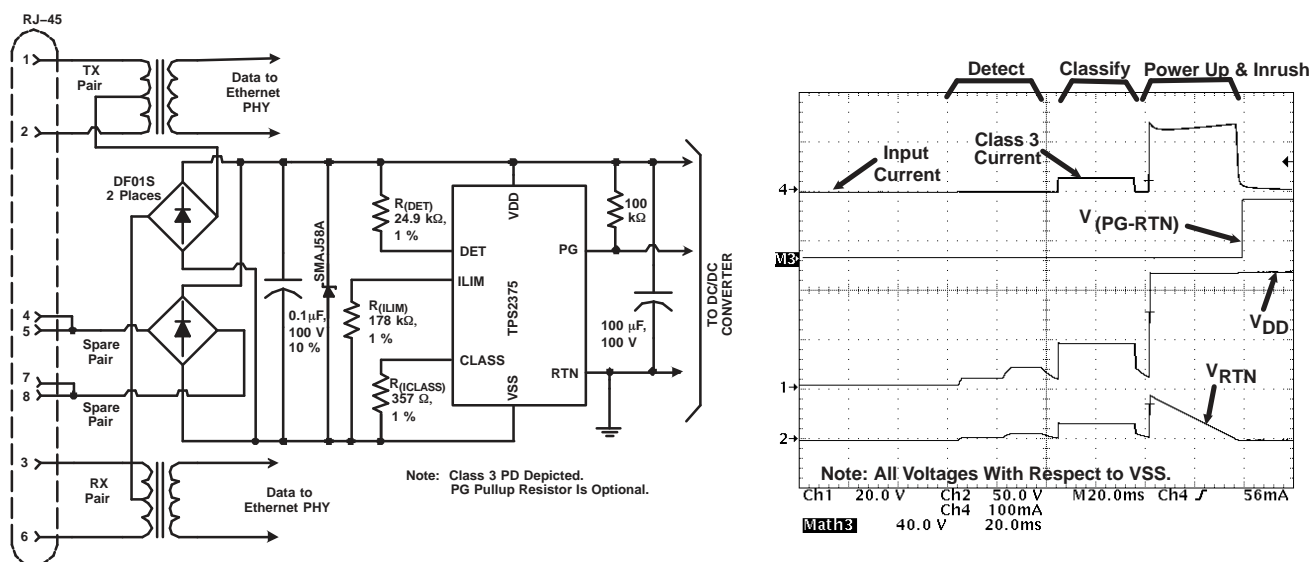 RJ–45
1
TX
Pair
2
Data to
Ethernet
PHY
DF01S
2 Places
4
5
Spare
Pair
7
8
Spare
Pair
3
RX
Pair
6
Data to
Ethernet PHY
0.1μF,
100 V
10 %
SMAJ58A
R(DET)
24.9 kΩ,
1 %
R(ILIM)
178 kΩ,
1 %
R(ICLASS)
357 Ω,
1 %
VDD
DET
ILIM
CLASS
TPS2375
PG
RTN
VSS
100
kΩ
100 μF,
100V
TO DC/DC
CONVERTER
Note: Class 3 PD Depicted.
PG Pullup Resistor Is Optional.
Detect
Classify
Power Up & Inrush
Input
Current
Class 3
Current
V(PG-RTN)
VDD
VRTN
4
M3
1
2
Note: All Voltages With Respect to VSS.
Ch1 20.0 V Ch2 50.0 V M20.0ms Ch4 56mA
Ch4 100mA
Math3 40.0 V 20.0ms